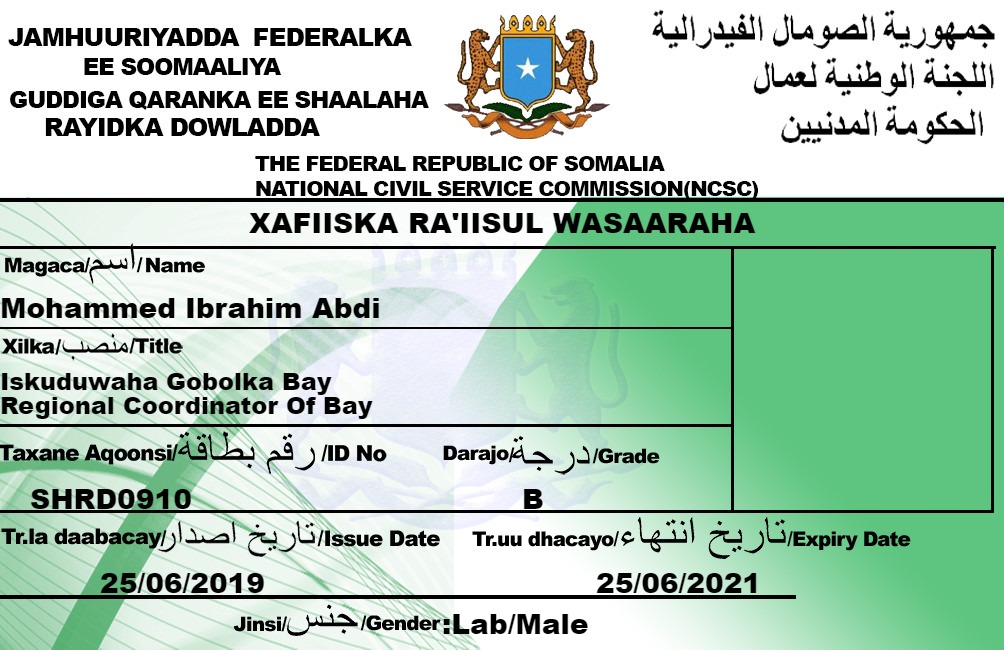 JAMHUURIYADDA FEDERALKA
EE SOOMAALIYA
GUDDIGA QARANKA EE SHAALAHA
RAYIDKA DOWLADDA
جمهورية الصومال الفيدرالية
اللجنة الوطنية لعمال
الحكومة المدنيين
THE FEDERAL REPUBLIC OF SOMALIA
NATIONAL CIVIL SERVICE COMMISSION(NCSC)
XAFIISKA RA'IISUL WASAARAHA
Magaca/اسم/Name
Mohammed Ibrahim Abdi
Xilka/منصب/Title
Iskuduwaha Gobolka Bay
Regional Coordinator Of Bay
Taxane Aqoonsi/رقم بطاقة/ID No
SHRD0910
Darajo/درجة/Grade
B
Tr.la daabacay/تاريخ اصدار/Issue Date
25/06/2019
Tr.uu dhacayo/تاريخ انتهاء/Expiry Date
25/06/2021
Jinsi/جنس/Gender:Lab/Male